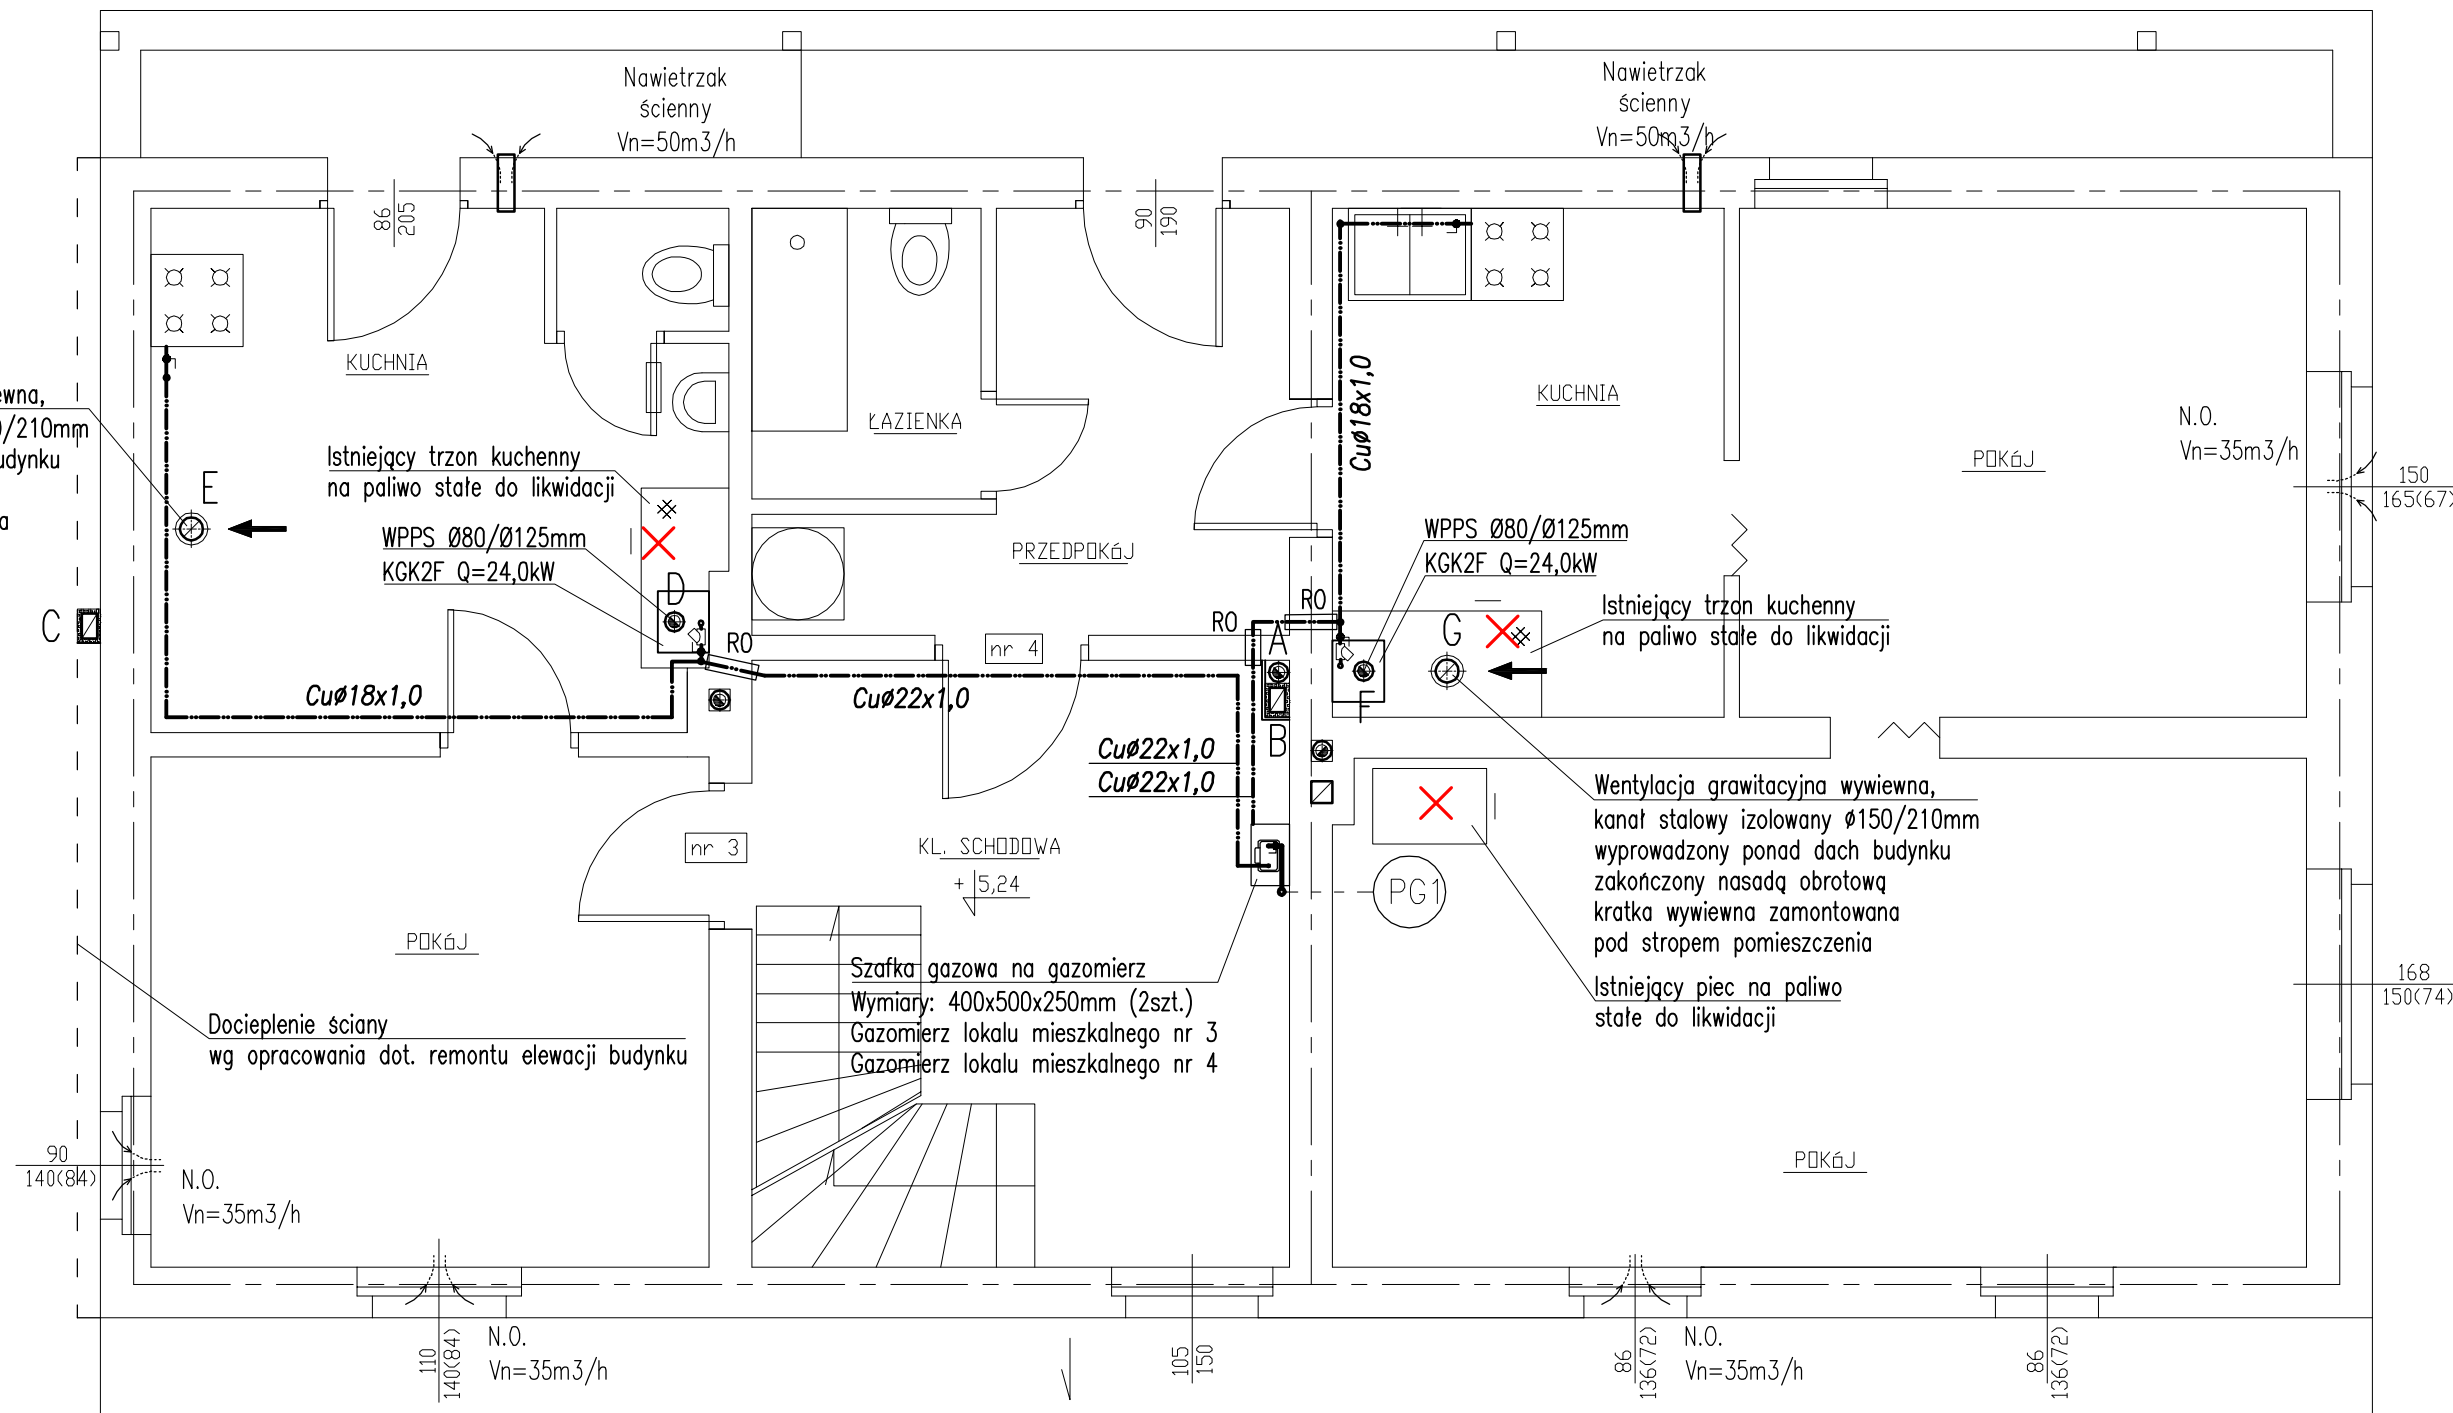 Nawietrzak
ścienny
Vn=50m3/h
Nawietrzak
ścienny
Vn=50m3/h
86
205
90
190
KUCHNIA
ŁAZIENKA
PRZEDPOKóJ
KUCHNIA
POKóJ
N.O.
Vn=35m3/h
150
165(67)
/210mm
E
Istniejący trzon kuchenny
na paliwo stałe do likwidacji
WPPS Ø80/Ø125mm
KGK2F Q=24,0kW
D
C
RO
Cuø18x1,0
Cuø22x1,0
nr 4
RO
RO
A
B
Cuø22x1,0
Cuø22x1,0
Cuø18x1,0
WPPS Ø80/Ø125mm
KGK2F Q=24,0kW
G
F
Istniejący trzon kuchenny
na paliwo stałe do likwidacji
nr 3
KL. SCHODOWA
+ 5,24
PG1
Wentylacja grawitacyjna wywiewna,
kanał stalowy izolowany ø150/210mm
wyprowadzony ponad dach budynku
zakończony nasadą obrotową
kratka wywiewna zamontowana
pod stropem pomieszczenia
Istniejący piec na paliwo
stałe do likwidacji
168
150(74)
POKóJ
Szafka gazowa na gazomierz
Wymiary: 400x500x250mm (2szt.)
Gazomierz lokalu mieszkalnego nr 3
Gazomierz lokalu mieszkalnego nr 4
Docieplenie ściany
wg opracowania dot. remontu elewacji budynku
POKóJ
90
140(84)
N.O.
Vn=35m3/h
110
140(84)
N.O.
Vn=35m3/h
105
150
86
136(72)
N.O.
Vn=35m3/h
86
136(72)